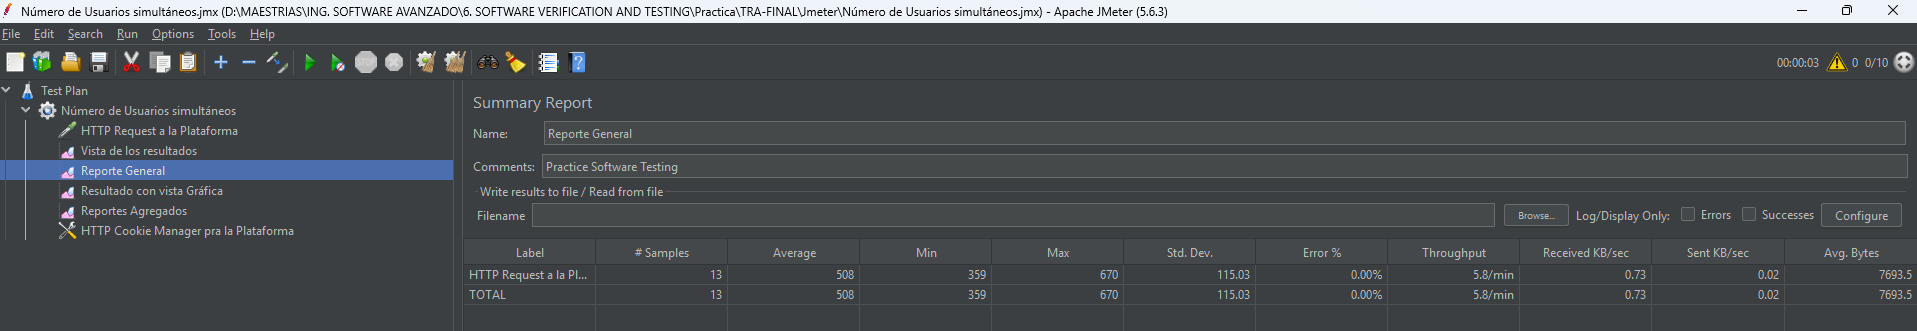 Número de Usuarios simultáneos.jmx (D:\MAESTRIAS\ING. SOFTWARE AVANZADO\6. SOFTWARE VERIFICATION AND TESTING\Practica\TRA-FINAL\Jmeter\Número de Usuarios simultáneos.jmx) - Apache JMeter (5.6.3)
File Edit Search Run Options Tools Help
STOP 00:00:03 0 0/10
Test Plan
Número de Usuarios simultáneos
HTTP Request a la Plataforma
Vista de los resultados
Reporte General
Resultado con vista Gráfica
Reportes Agregados
HTTP Cookie Manager pra la Plataforma
Summary Report
Name: Reporte General
Comments: Practice Software Testing
Write results to file / Read from file
Filename Browse... Log/Display Only: Errors Successes Configure
Label # Samples Average Min Max Std. Dev. Error % Throughput Received KB/sec Sent KB/sec Avg. Bytes
HTTP Request a la Pl... 13 508 359 670 115.03 0.00% 5.8/min 0.73 0.02 7693.5
TOTAL 13 508 359 670 115.03 0.00% 5.8/min 0.73 0.02 7693.5